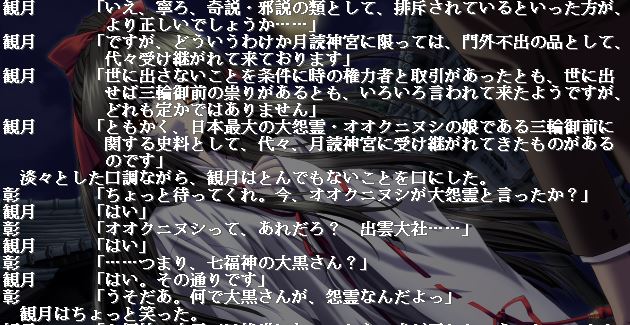 観月 「いえ、寧ろ、奇説・邪説の類として、排斥されているといった方が、
より正しいでしょうか……」
観月 「ですが、どういうわけか月読神宮に限っては、門外不出の品として、
代々受け継がれて来ております」
観月 「世に出さないことを条件に時の権力者と取引があったとも、世に出
せば三輪御前の祟りがあるとも、いろいろ言われて来たようですが、
どれも定かではありません」
観月 「ともかく、日本最大の大怨霊・オオクニヌシの娘である三輪御前に
関する史料として、代々、月読神宮に受け継がれてきたものがある
のです」
淡々とした口調ながら、観月はとんでもないことを口にした。
彰 「ちょっと待ってくれ。今、オオクニヌシが大怨霊と言ったか？」
観月 「はい」
彰 「オオクニヌシって、あれだろ？　出雲大社……」
観月 「はい」
彰 「……つまり、七福神の大黒さん？」
観月 「はい。その通りです」
彰 「うそだあ。何で大黒さんが、怨霊なんだよっ」
観月はちょっと笑った。